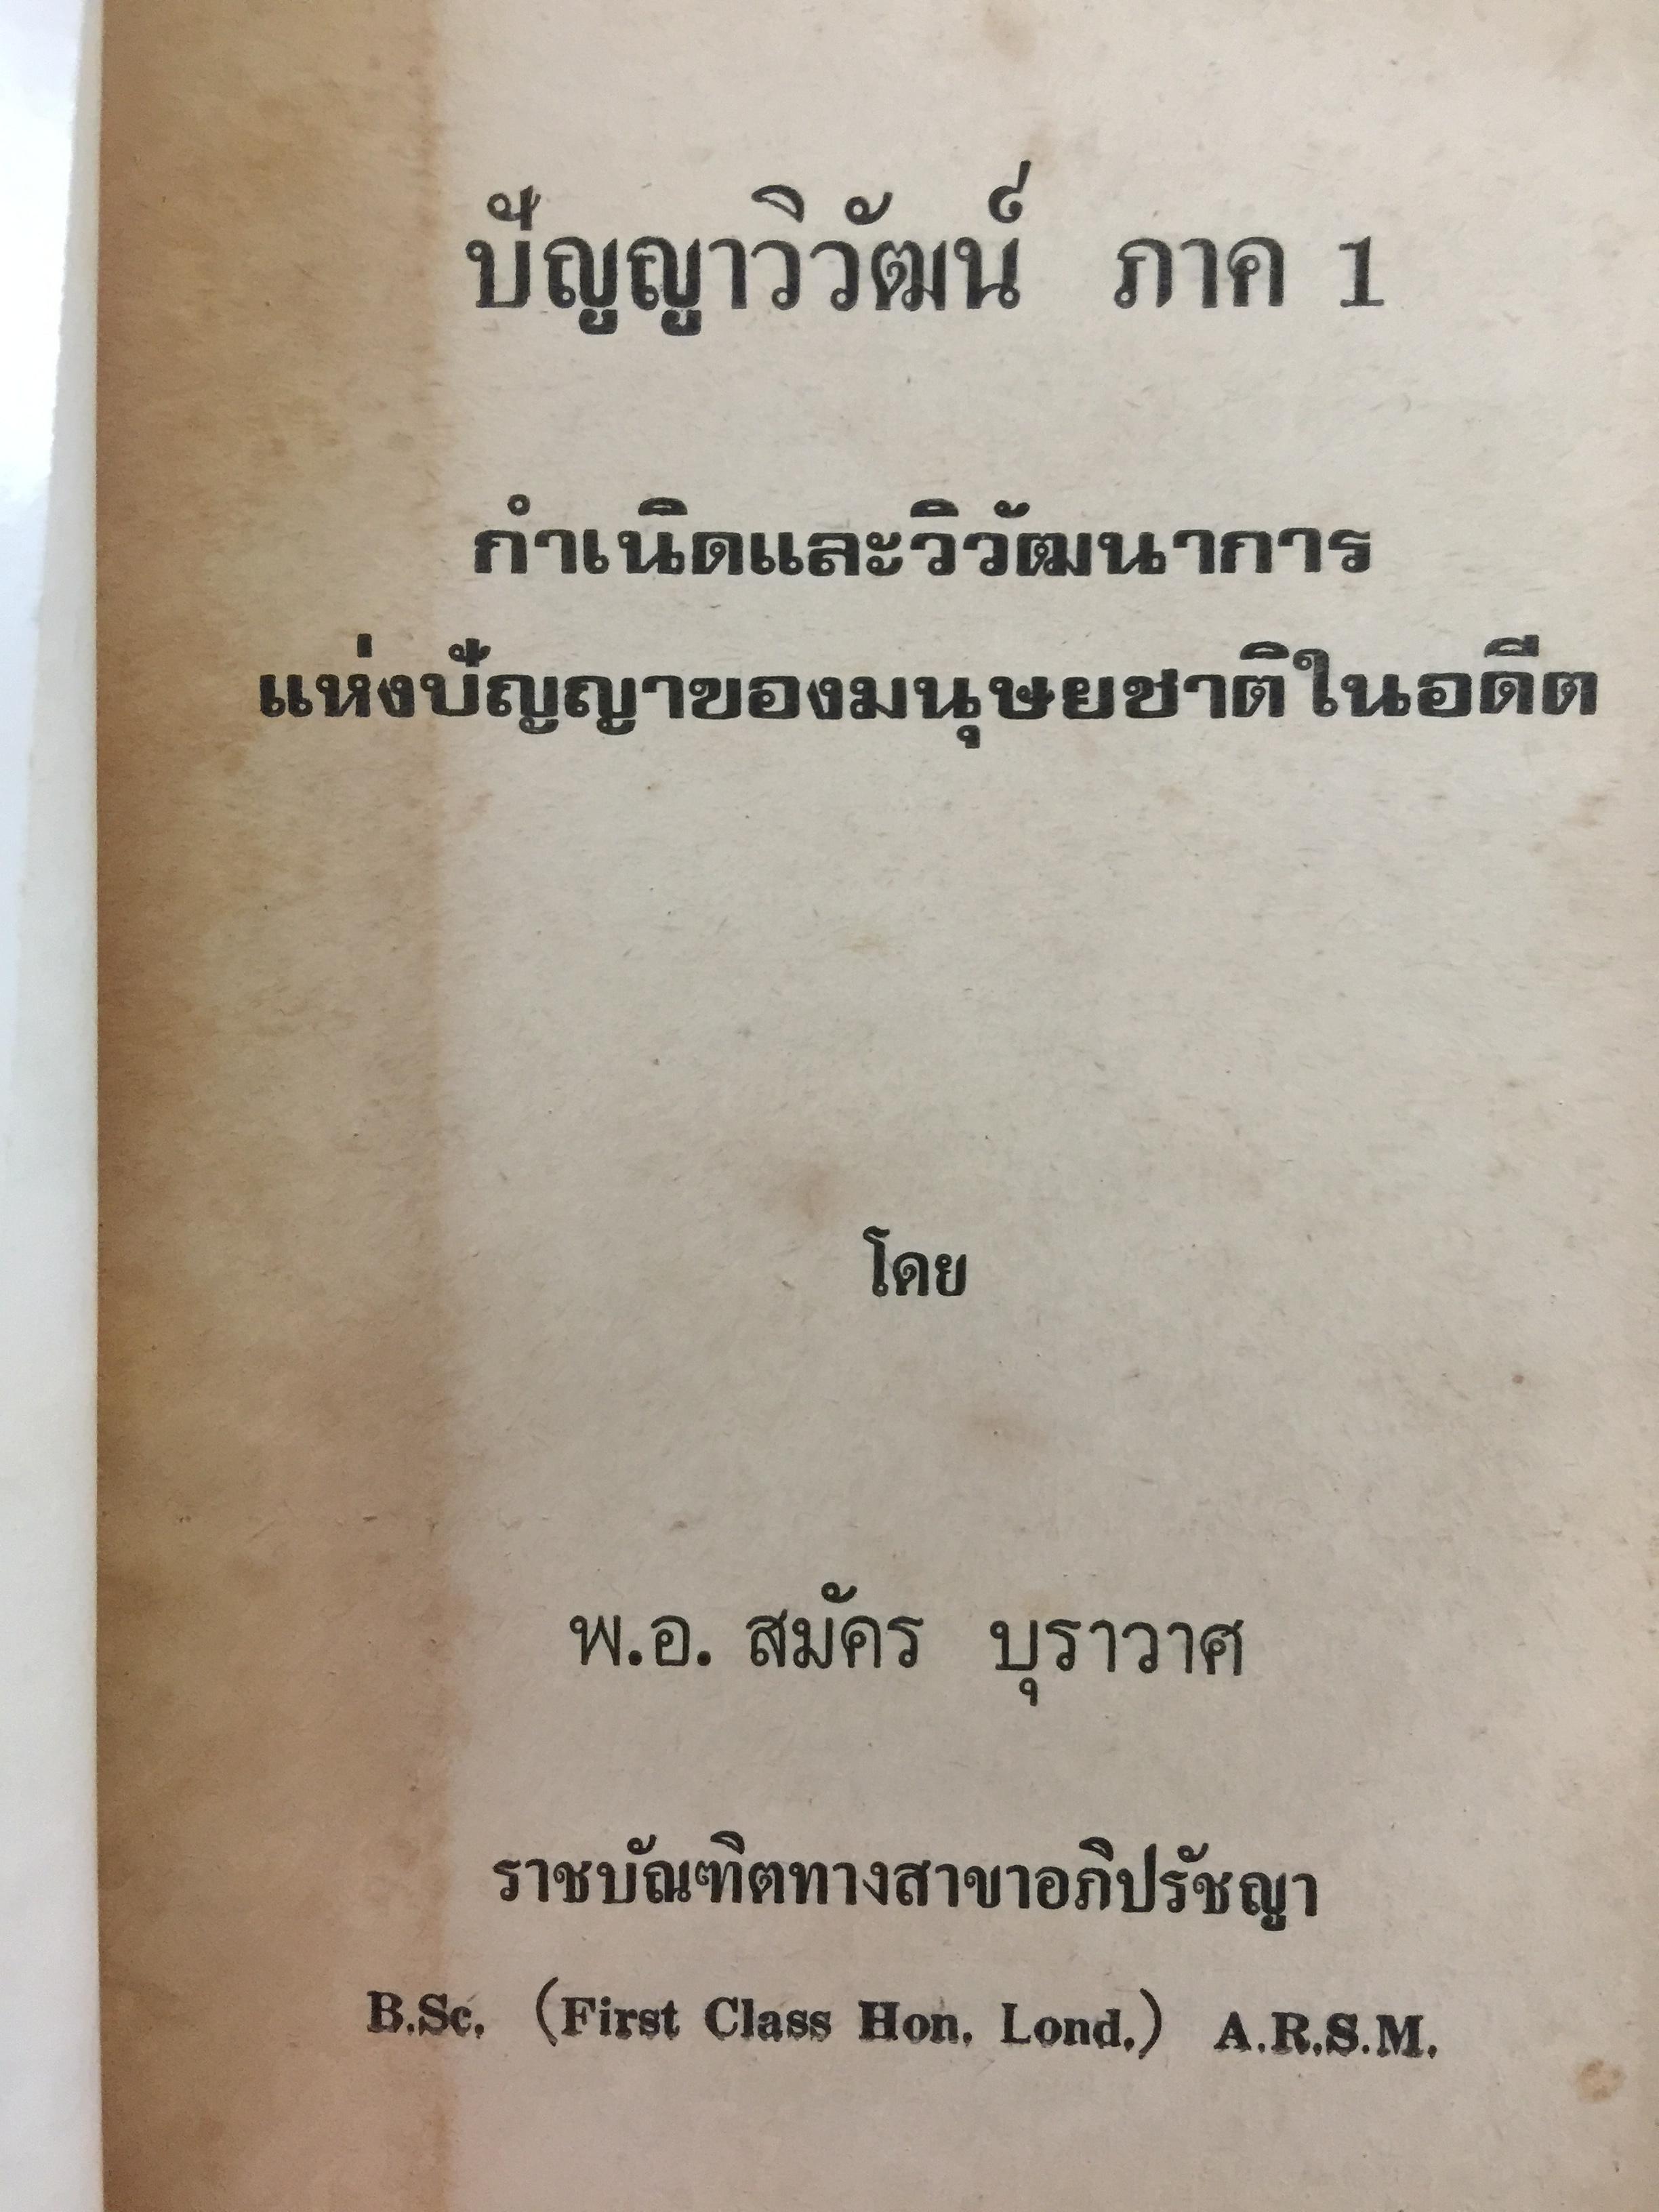 ปัญญาวิวัฒน์ ภาค 1
กำเนิดและวิวัฒนาการ
แห่งปัญญาของมนุษยชาติในอดีต
โดย
พ.อ. สมัคร บุราวาศ
ราชบัณฑิตทางสาขาอภิปรัชญา
B.Sc. (First Class Hon. Lond.) A.R.S.M.